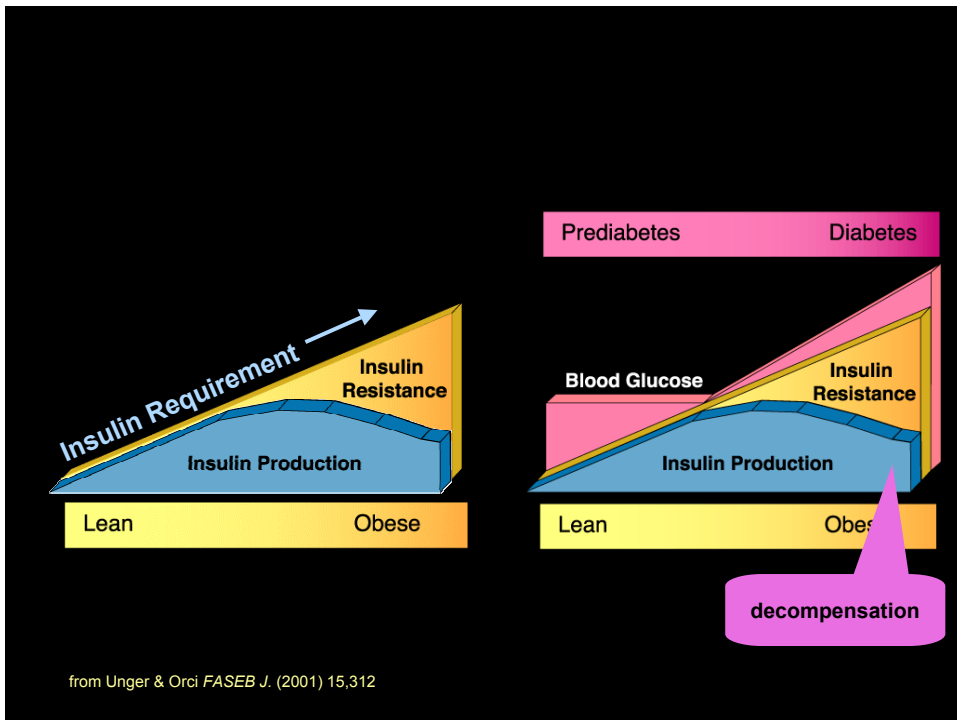 Prediabetes Diabetes
Insulin Requirement
Insulin
Resistance
Insulin Production
Lean Obese
Blood Glucose
Insulin
Resistance
Insulin Production
Lean Obese
decompensation
from Unger & Orci FASEB J. (2001) 15,312